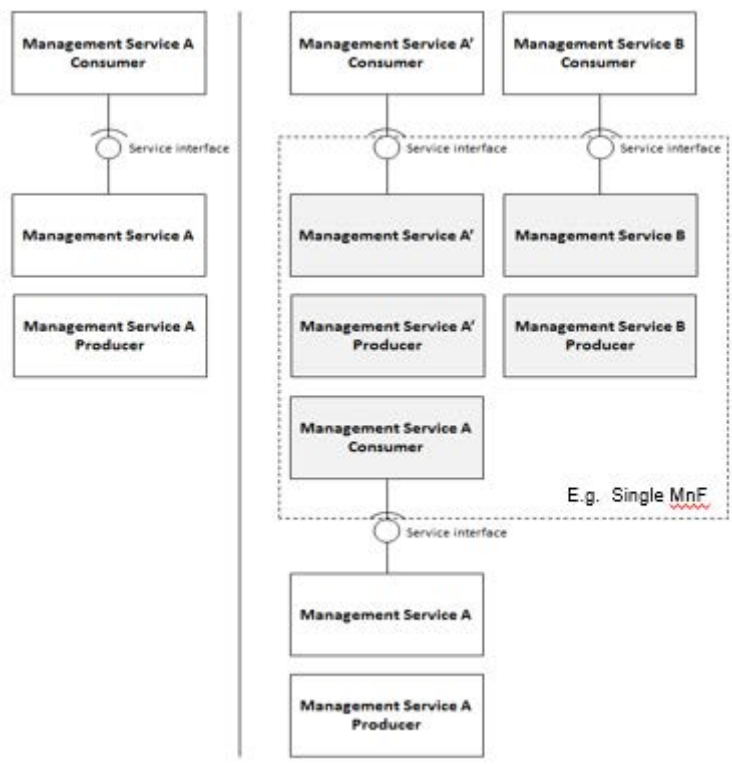 Management Service A
Consumer
Service interface
Management Service A
Management Service A
Producer
Management Service A'
Consumer
Management Service B
Consumer
Service interface
Service interface
Management Service A'
Management Service B
Management Service A'
Producer
Management Service B
Producer
Management Service A
Consumer
E.g. Single MnF
Service interface
Management Service A
Management Service A
Producer